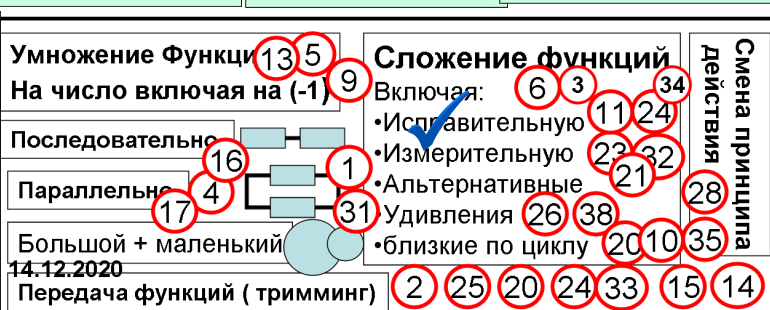 Умножение Функци 13 5
На число включая на (-1) 9
Последовательно
16
Параллельно 4
17
1
31
Большой + маленький
14.12.2020
Передача функций ( тримминг) 2 25 20 24 33 15 14
Сложение функций
Включая: 6 3 34
•Исправительную 11 24
•Измерительную 23 32
•Альтернативные 21
•Удивления 26 38
•близкие по циклу 20 10 35
Смена принципа
действия
28